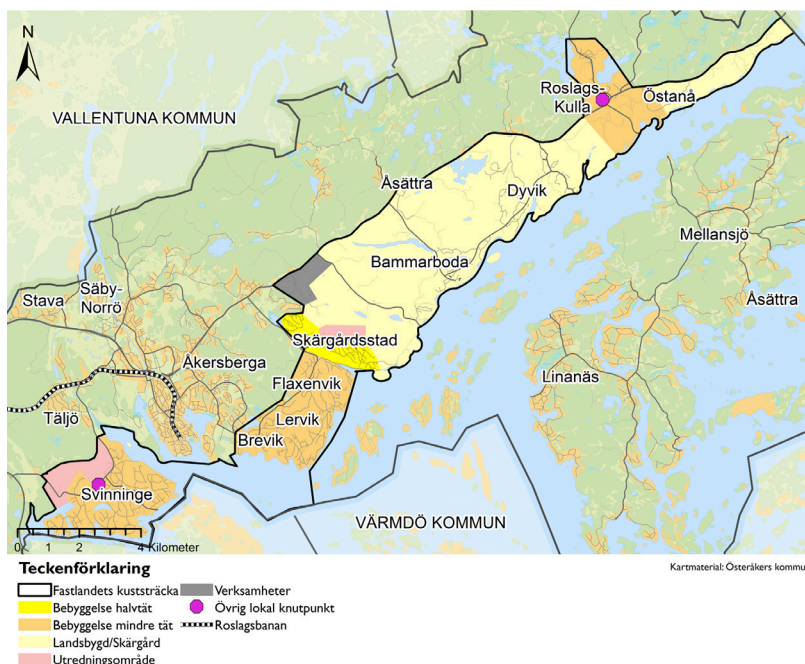 N
VALLENTUNA KOMMUN
Roslags-
Kulla
Östanå
Åsättra
Dyvik
Mellansjö
Bammarboda
Åsättra
Säby-
Norrö
Stava
Skärgårdsstad
Åkersberga
Flaxenvik
Linanäs
Täljö
Lervik
Brevik
Svinninge
VÄRMDÖ KOMMUN
0 1 2 4 Kilometer
Teckenförklaring
Kartmaterial: Österåkers kommu
Fastlandets kuststräcka
Bebyggelse halvtät
Bebyggelse mindre tät
Landsbygd/Skärgård
Utredningsområde
Verksamheter
Övrig lokal knutpunkt
Roslagsbanan